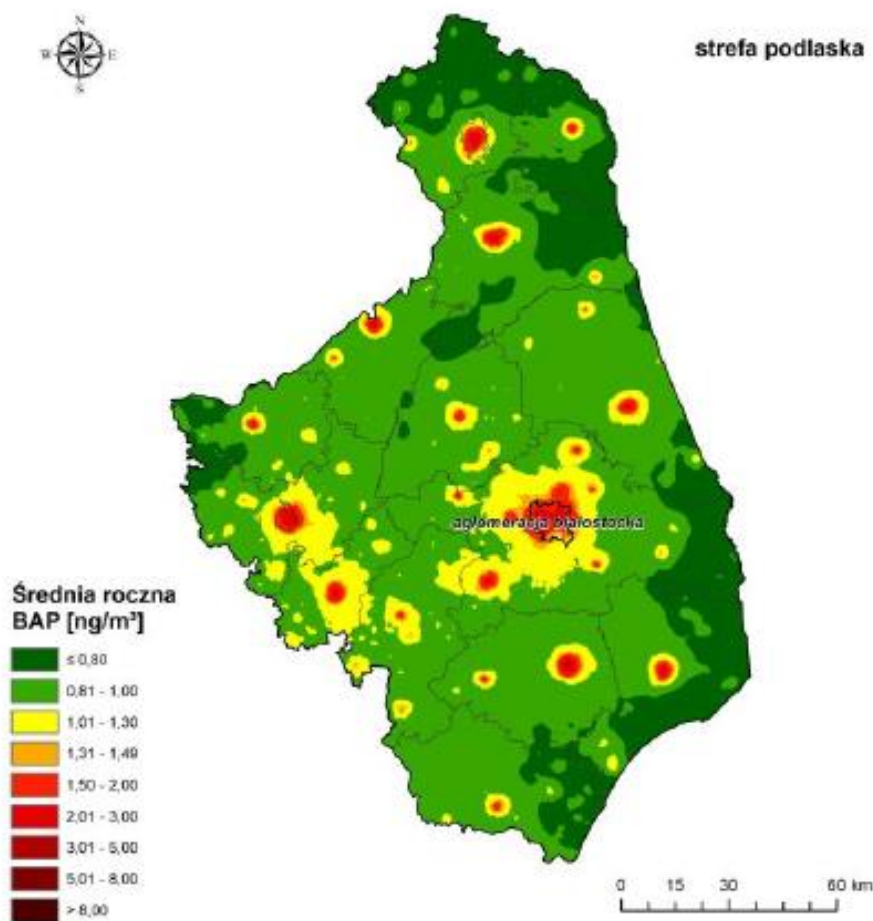 N
W E
S
strefa podlaska
aglomeracja białostocka
Średnia roczna
BAP [ng/m³]
≤ 0,80
0,81 - 1,00
1,01 - 1,30
1,31 - 1,49
1,50 - 2,00
2,01 - 3,00
3,01 - 5,00
5,01 - 8,00
> 8,00
0 15 30 60 km